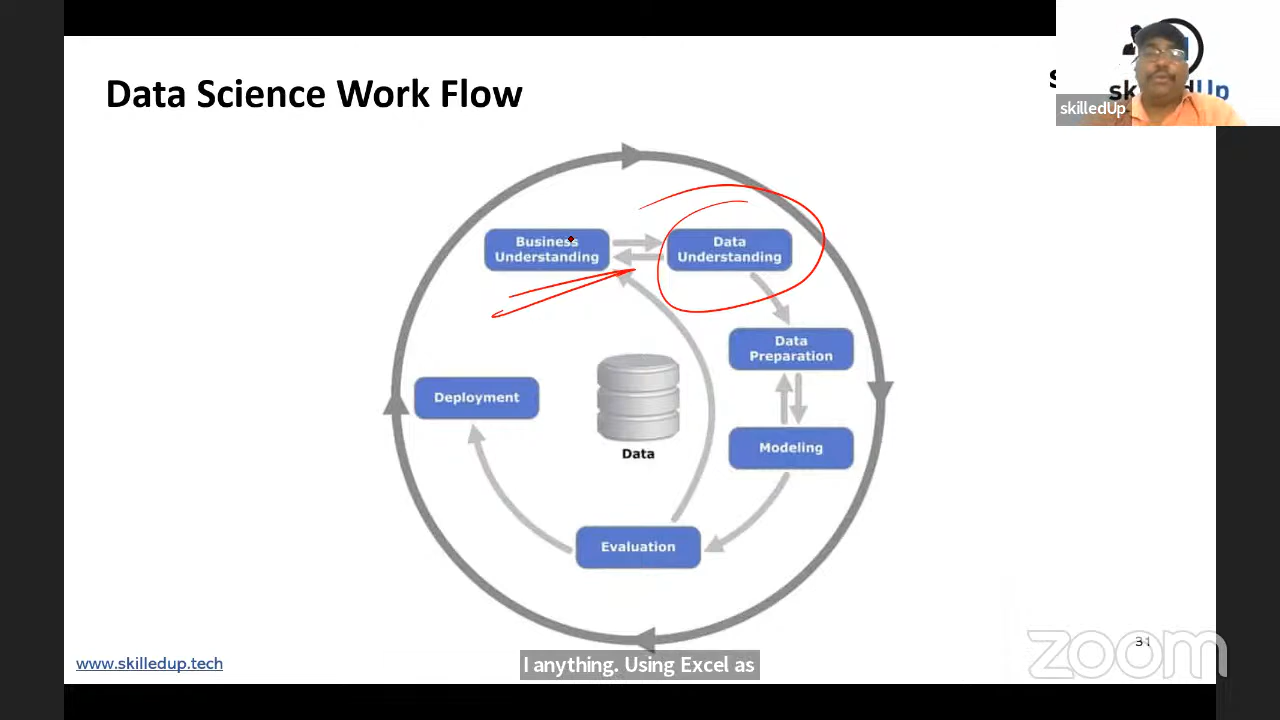 Data Science Work Flow
skilledUp
Business
Understanding
Data
Understanding
Data
Preparation
Deployment
Data
Modeling
Evaluation
www.skilledup.tech
I anything. Using Excel as
31
zoom